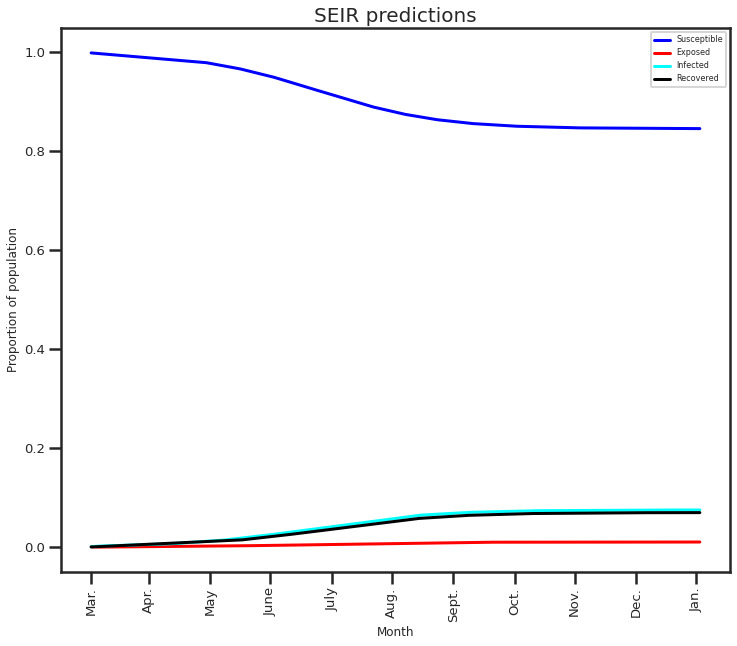 SEIR predictions
Susceptible
Exposed
Infected
Recovered
1.0
0.8
0.6
0.4
0.2
0.0
Proportion of population
Mar.
Apr.
May
June
July
Aug.
Sept.
Oct.
Nov.
Dec.
Jan.
Month